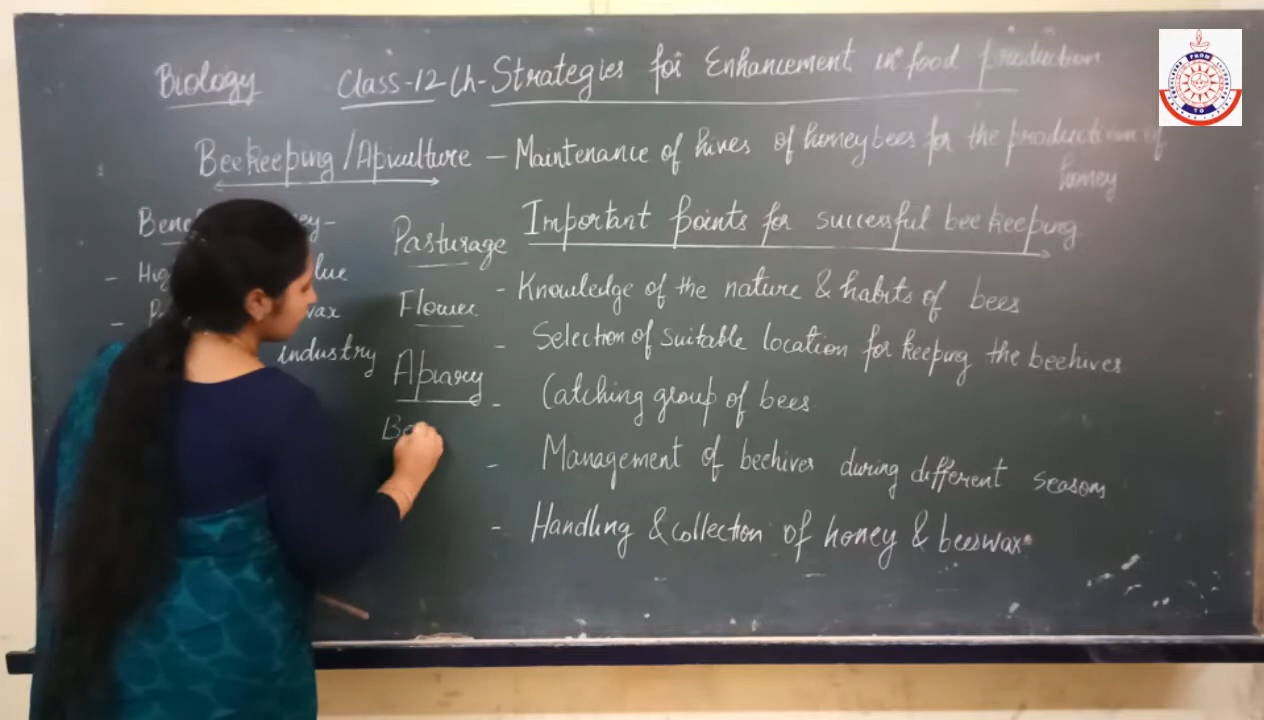 Biology Class-12 Ch-Strategies for Enhancement in food production
Beekeeping/Apiculture - Maintenance of hives of honeybees for the production of
honey
Important points for successful beekeeping
Pasturage
Flower
Apiary
- Knowledge of the nature & habits of bees
- Selection of suitable location for keeping the beehives
- Catching group of bees
- Management of beehives during different seasons
- Handling & collection of honey & beeswax.
industry
FROM
TO